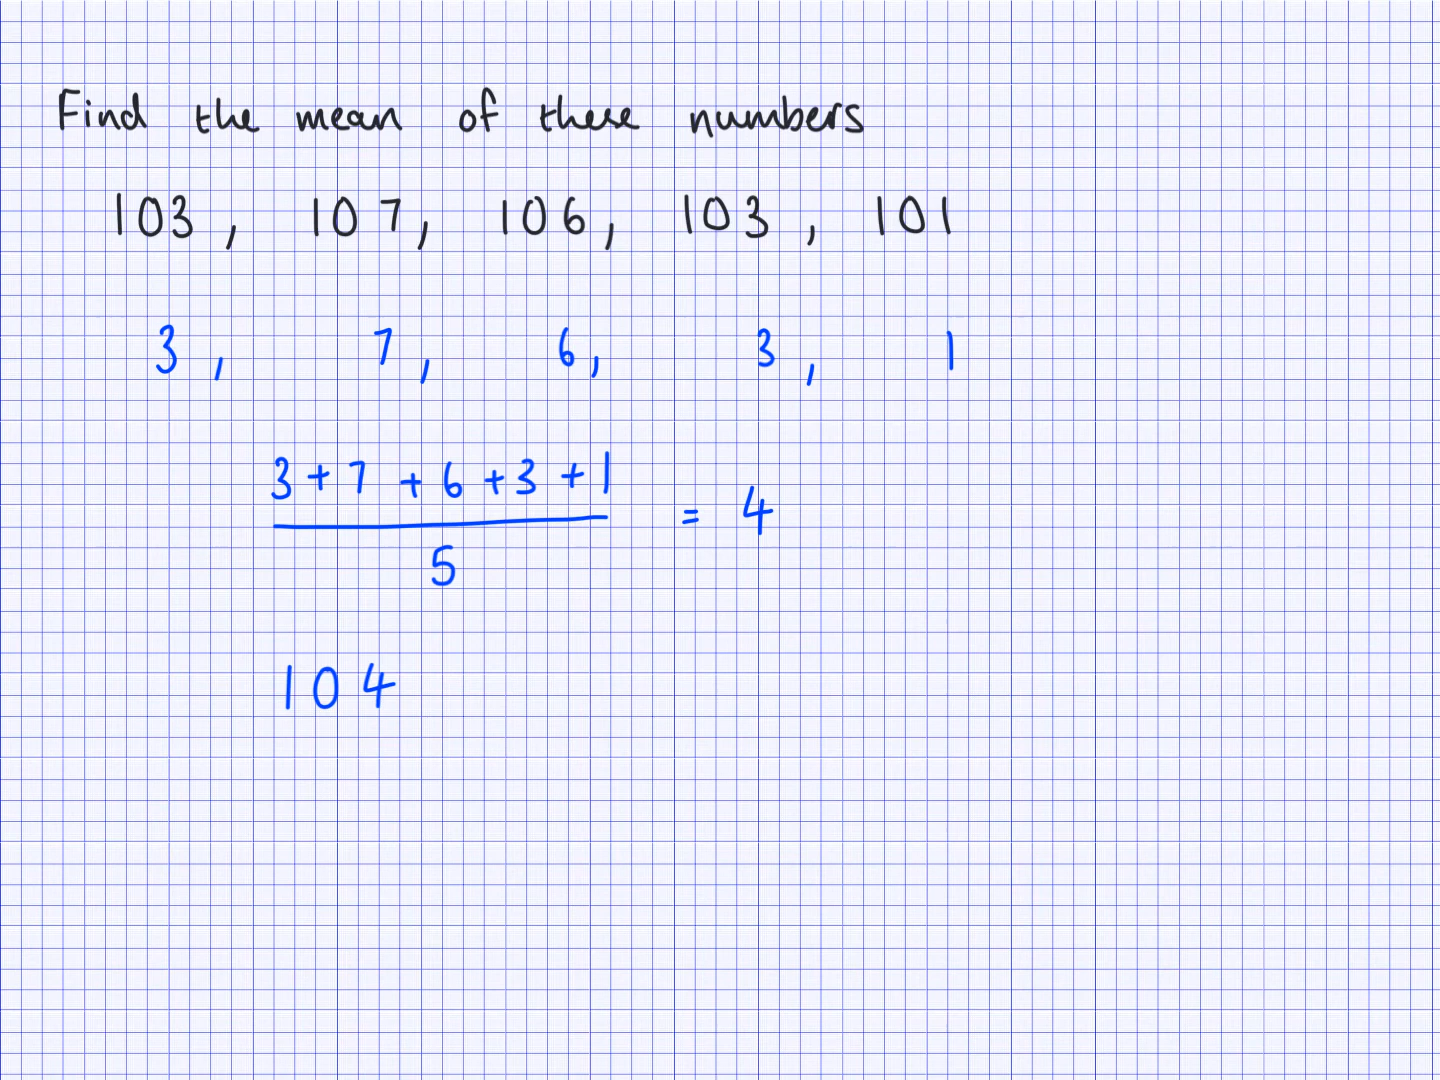 Find the mean of these numbers
103, 107, 106, 103, 101
3, 7, 6, 3, 1
3 + 7 + 6 + 3 + 1
= 4
5
104